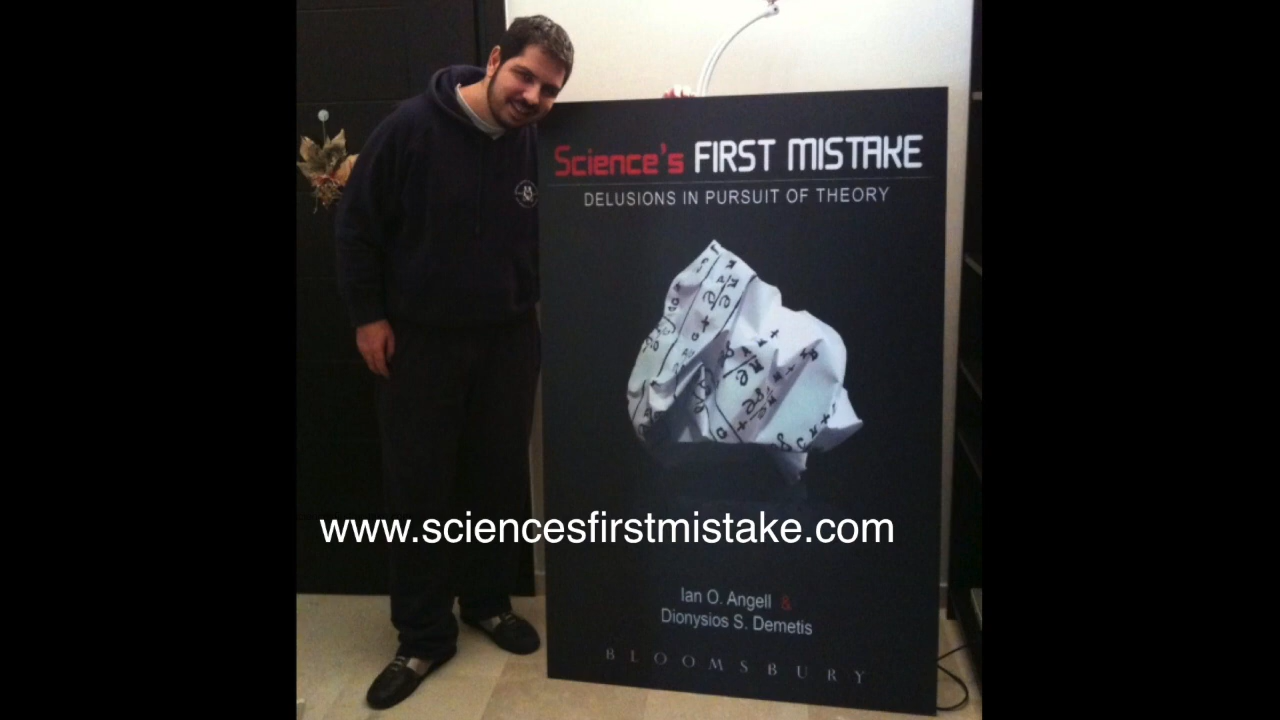 Science's FIRST MISTAKE
DELUSIONS IN PURSUIT OF THEORY
www.sciencesfirstmistake.com
Ian O. Angell &
Dionysios S. Demetis
BLOOMSBURY